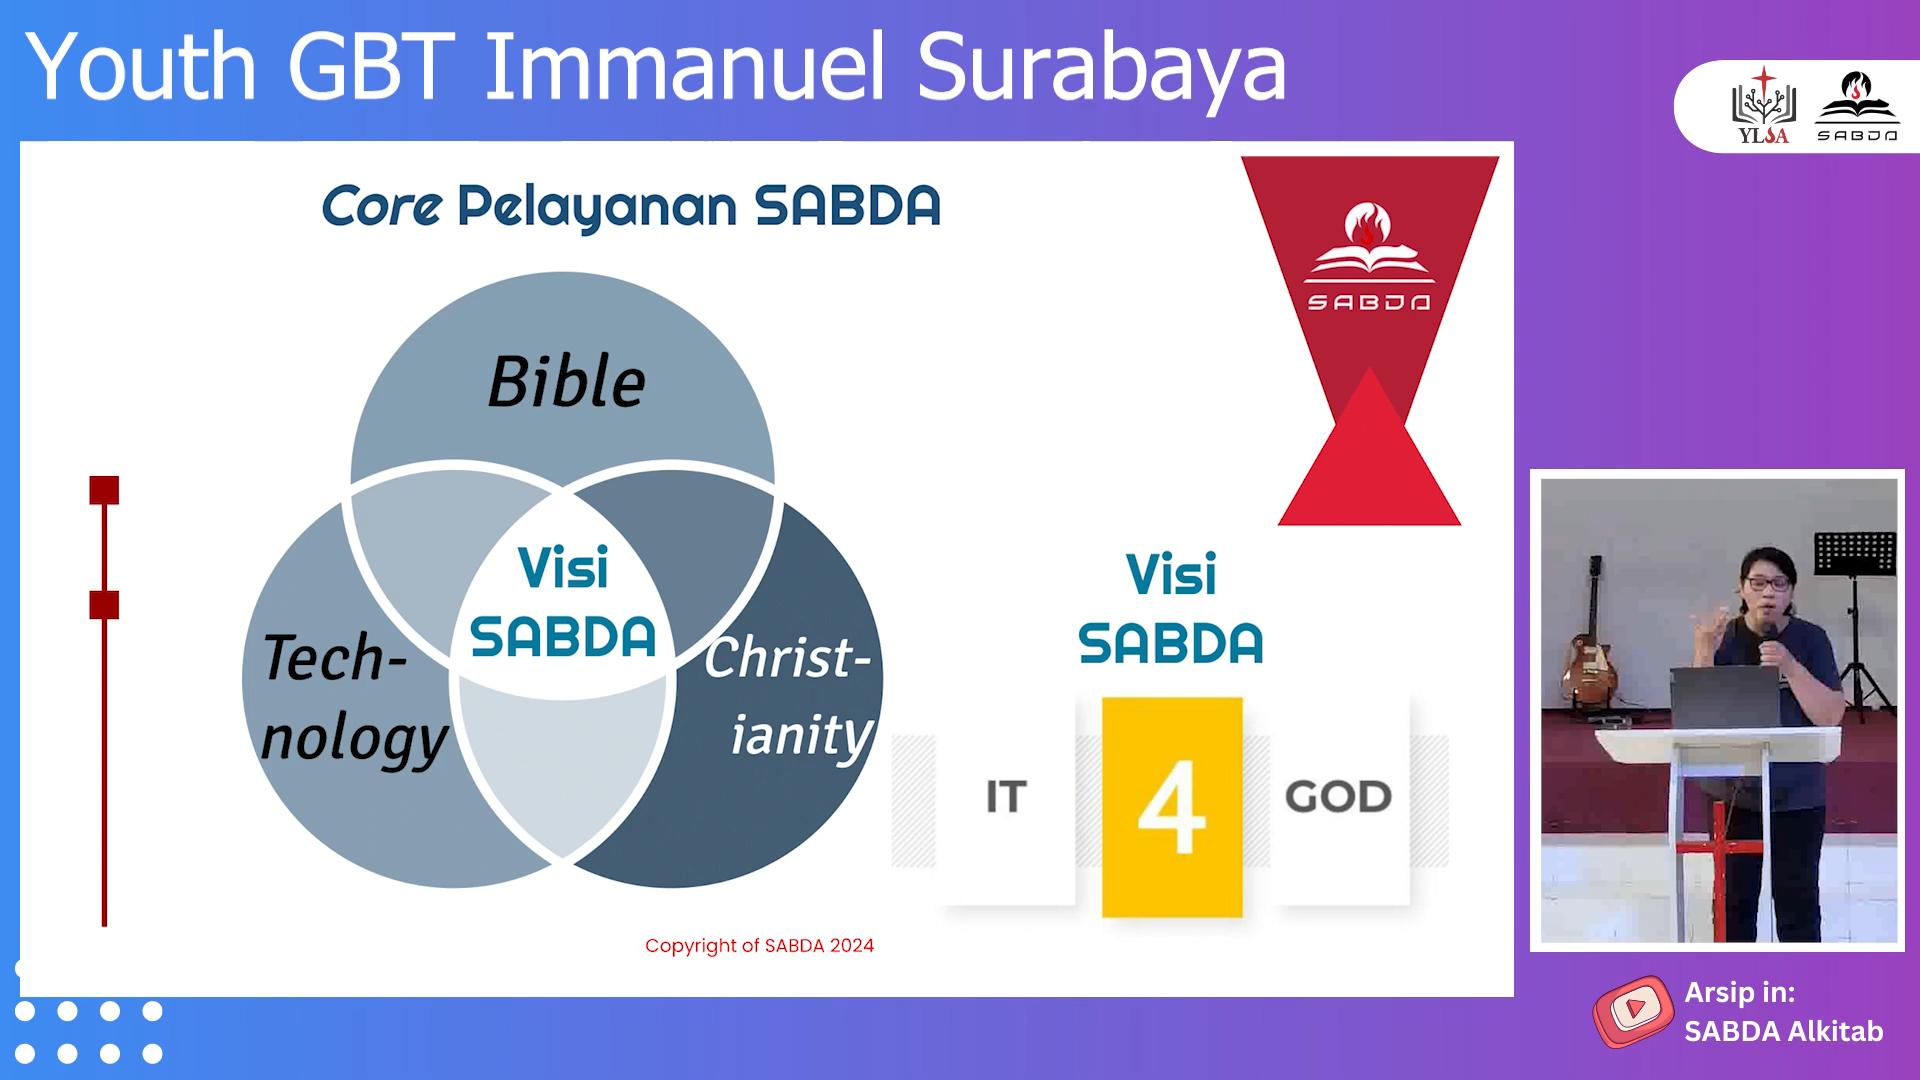 Youth GBT Immanuel Surabaya
YLSA
SABDA
Core Pelayanan SABDA
SABDA
Bible
Visi
SABDA
Tech-
nology
Christ-
ianity
Visi
SABDA
IT
4
GOD
Copyright of SABDA 2024
Arsip in:
SABDA Alkitab